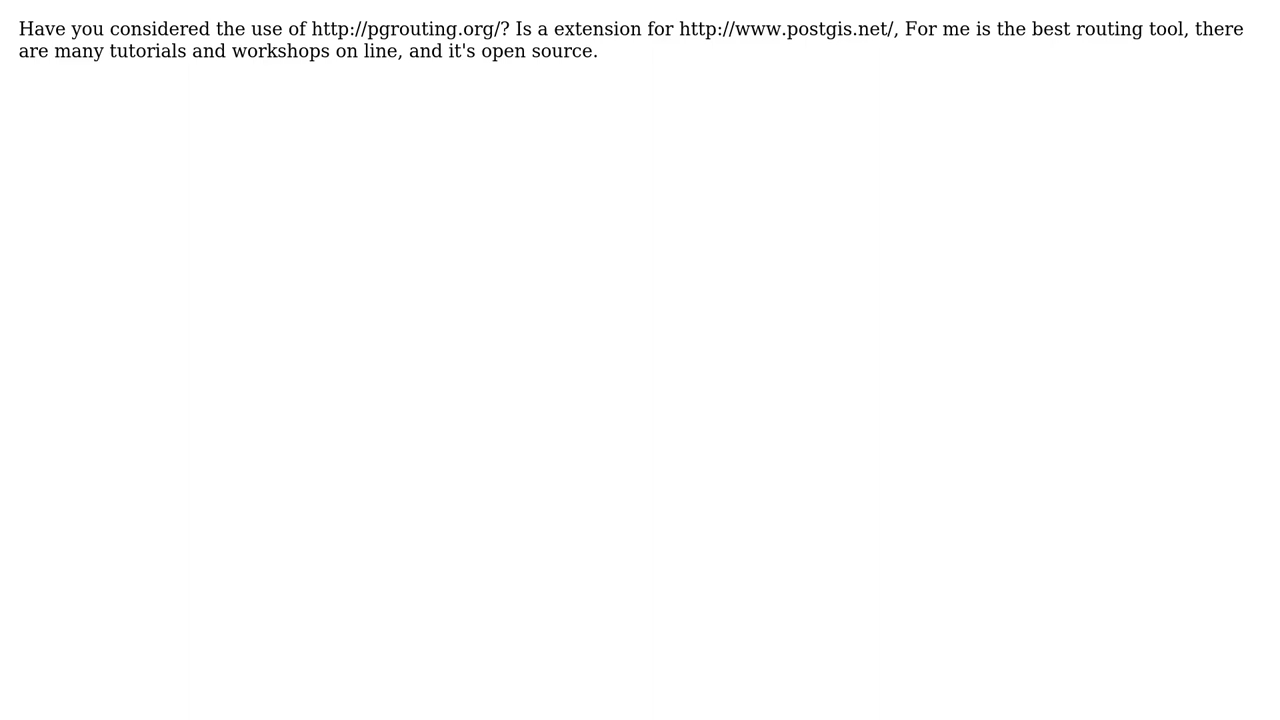 Have you considered the use of http://pgrouting.org/? Is a extension for http://www.postgis.net/, For me is the best routing tool, there
are many tutorials and workshops on line, and it's open source.